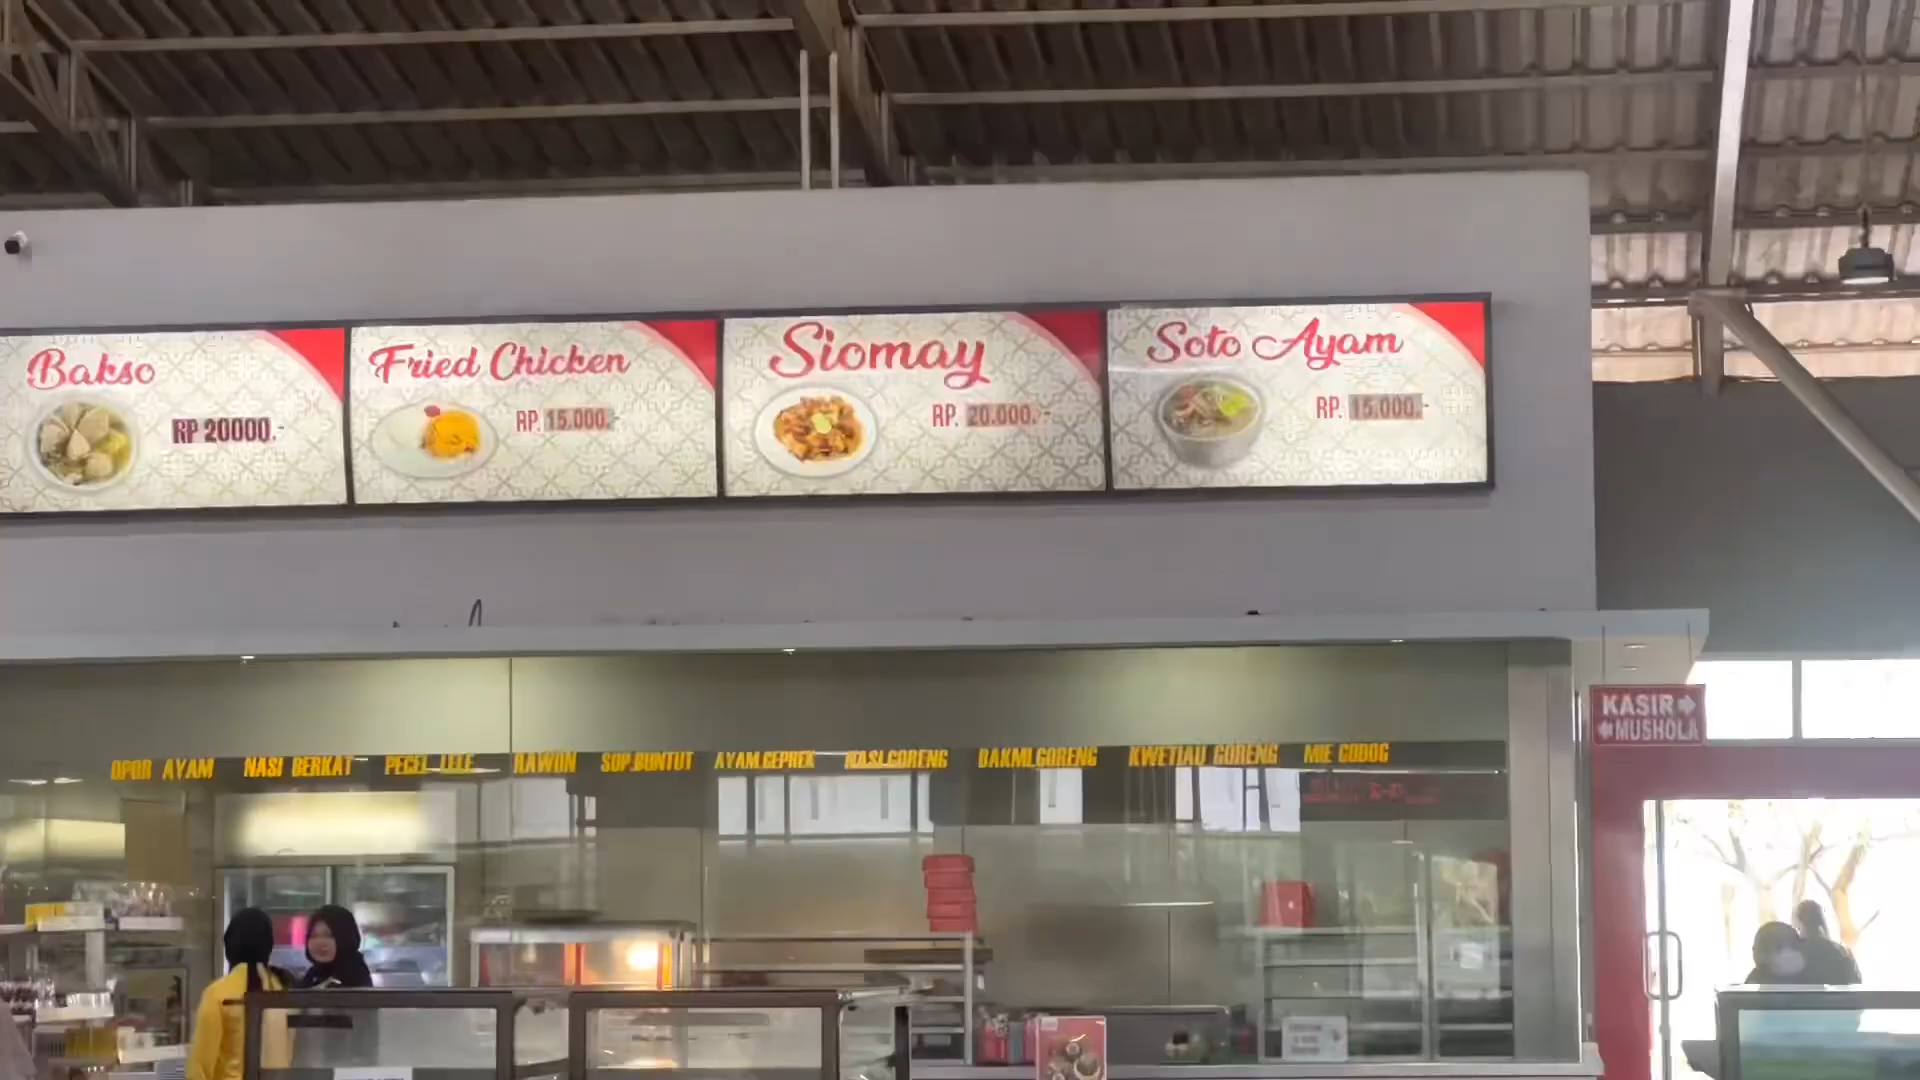 Bakso
RP 20000.-
Fried Chicken
RP. 15.000.-
Siomay
RP. 20.000.-
Soto Ayam
RP. 15.000.-
OPOR AYAM NASI BERKAT PECEL LELE RAWON SOP BUNTUT AYAM GEPREK NASI GORENG BAKMI GORENG KWETIAU GORENG MIE GODOG
KASIR
MUSHOLA